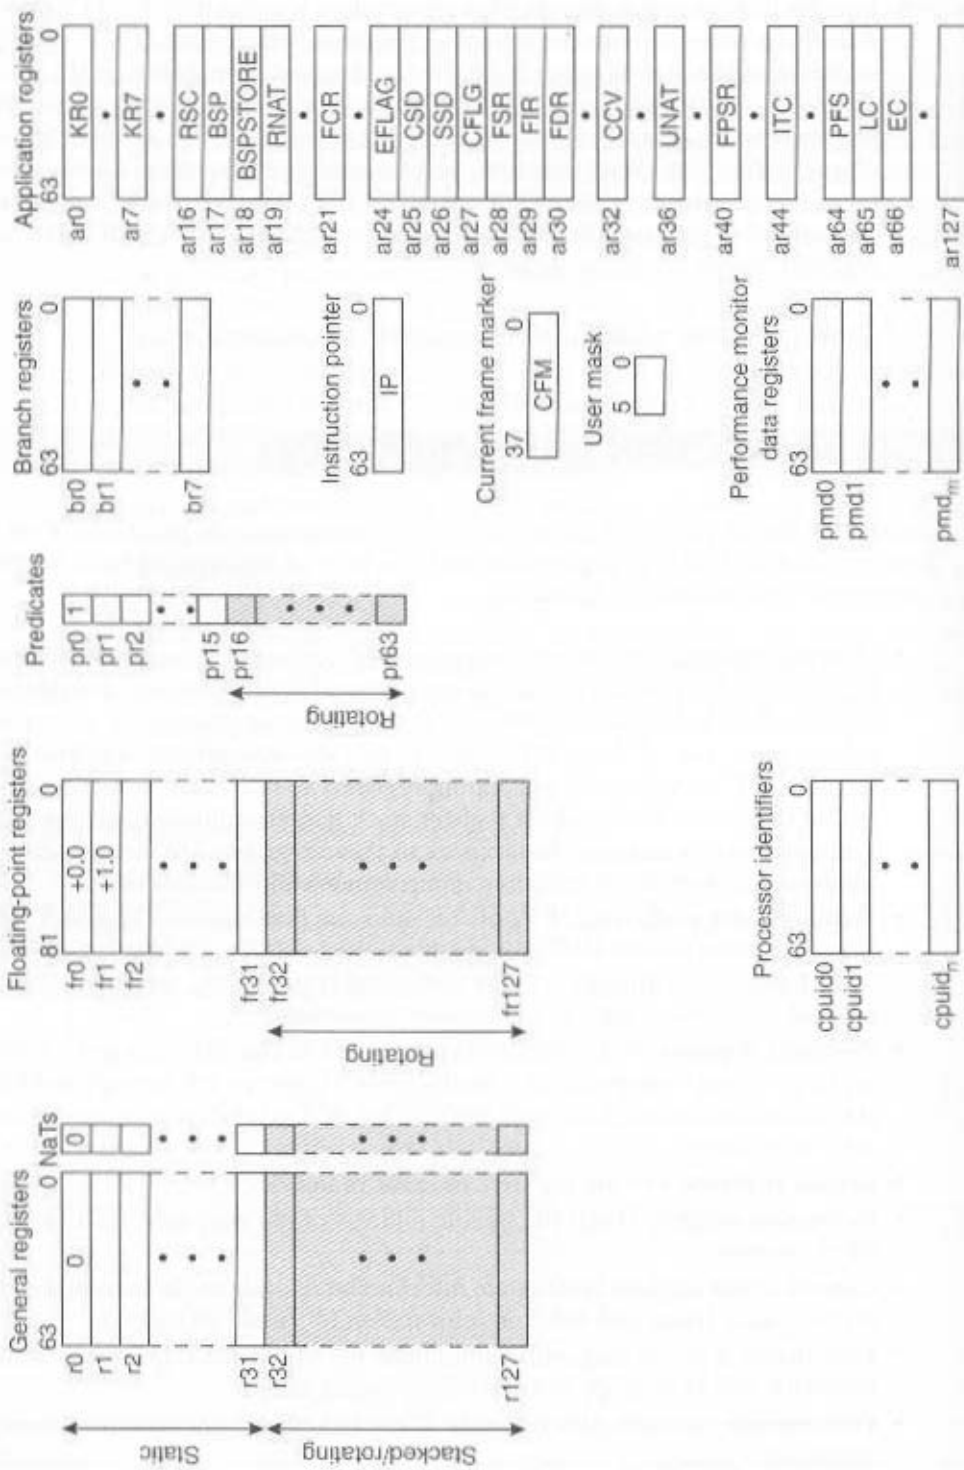 General registers
63
0
NaTs
r0
0
0
r1
r2
r31
r32
r127
Static
Stacked/rotating
Floating-point registers
81
0
fr0
+0.0
fr1
+1.0
fr2
fr31
fr32
fr127
Rotating
Predicates
pr0
1
pr1
pr2
pr15
pr16
pr63
Rotating
Branch registers
63
0
br0
br1
br7
Instruction pointer
63
0
IP
Current frame marker
37
0
CFM
User mask
5
0
Processor identifiers
63
0
cpuid0
cpuid1
cpuidn
Performance monitor
data registers
63
0
pmd0
pmd1
pmdm
Application registers
63
0
ar0 KR0
ar7 KR7
ar16 RSC
ar17 BSP
ar18 BSPSTORE
ar19 RNAT
ar21 FCR
ar24 EFLAG
ar25 CSD
ar26 SSD
ar27 CFLG
ar28 FSR
ar29 FIR
ar30 FDR
ar32 CCV
ar36 UNAT
ar40 FPSR
ar44 ITC
ar64 PFS
ar65 LC
ar66 EC
ar127